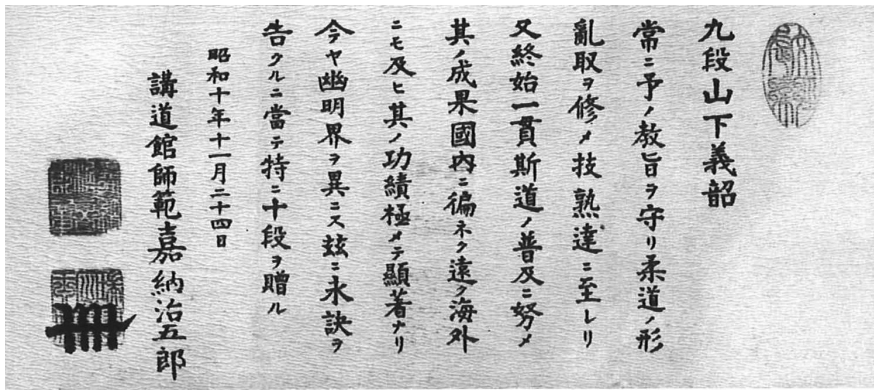 九段山下義韶
常ニ予ノ教旨ヲ守リ柔道ノ形
亂取ヲ修メ技熟達ニ至レリ
又終始一貫斯道ノ普及ニ努メ
其ノ成果國內ニ徧ネク遠ク海外
ニモ及ヒ其ノ功績極メテ顯著ナリ
今ヤ幽明界ヲ異ニス玆ニ永訣ヲ
告クルニ當テ特ニ十段ヲ贈ル
昭和十年十一月二十四日
講道館師範嘉納治五郎